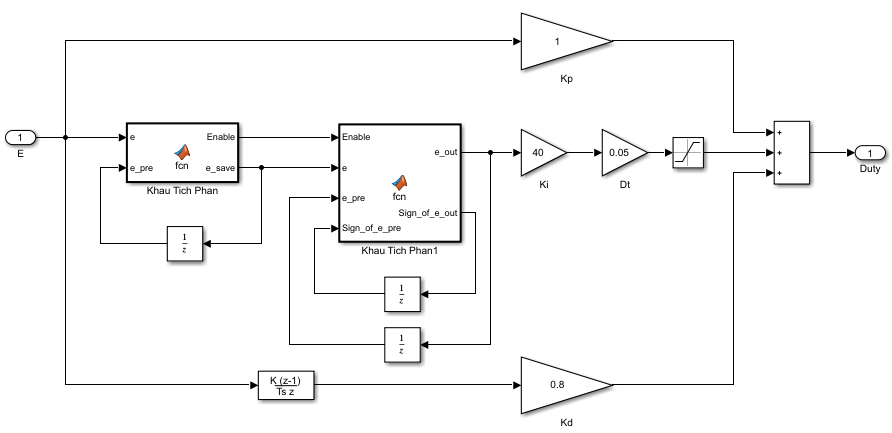 1
Kp
1
E
e
Enable
e_pre
e_save
fcn
Khau Tich Phan
1
z
Enable
e
e_pre
Sign_of_e_pre
e_out
Sign_of_e_out
fcn
Khau Tich Phan1
1
z
1
z
40
Ki
0.05
Dt
+
+
+
1
Duty
K (z-1)
Ts z
0.8
Kd